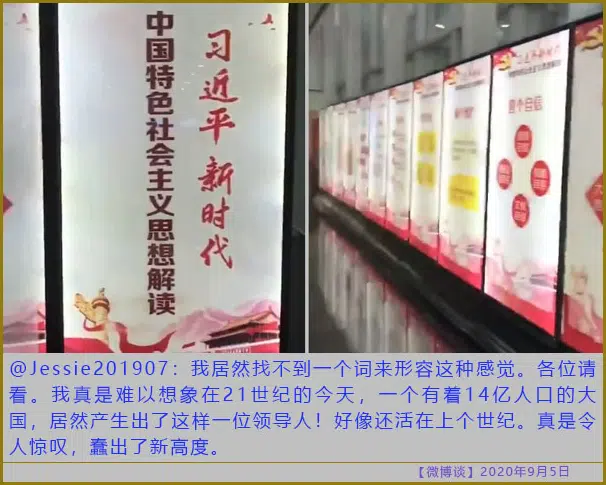 习近平新时代
中国特色社会主义思想解读
四个自信
@Jessie201907：我居然找不到一个词来形容这种感觉。各位请
看。我真是难以想象在21世纪的今天，一个有着14亿人口的大
国，居然产生出了这样一位领导人！好像还活在上个世纪。真是令
人惊叹，蠢出了新高度。
【微博谈】2020年9月5日